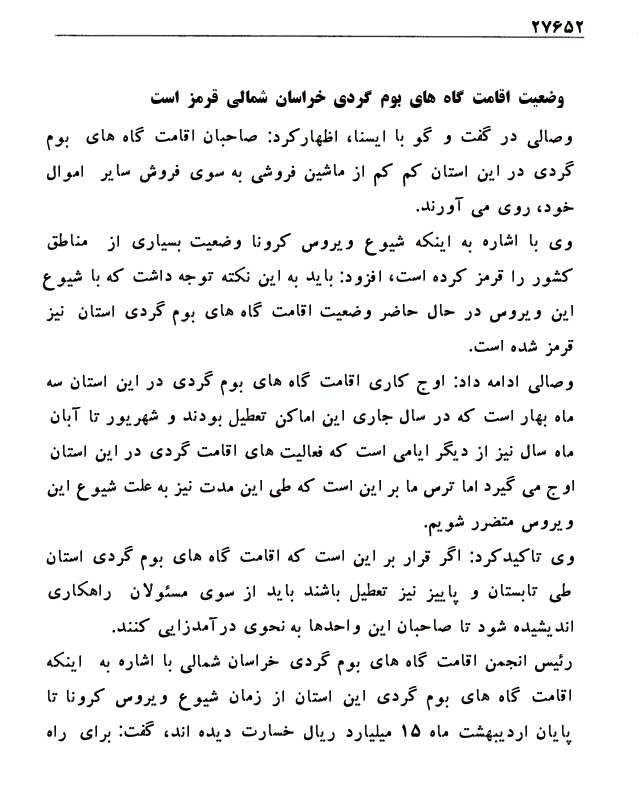 ۲۷۶۵۲
وضعیت اقامت گاه های بوم گردی خراسان شمالی قرمز است
وصالی در گفت و گو با ایسنا، اظهارکرد: صاحبان اقامت گاه های بوم
گردی در این استان کم کم از ماشین فروشی به سوی فروش سایر اموال
خود، روی می آورند.
وی با اشاره به اینکه شیوع ویروس کرونا وضعیت بسیاری از مناطق
کشور را قرمز کرده است، افزود: باید به این نکته توجه داشت که با شیوع
این ویروس در حال حاضر وضعیت اقامت گاه های بوم گردی استان نیز
قرمز شده است.
وصالی ادامه داد: اوج کاری اقامت گاه های بوم گردی در این استان سه
ماه بهار است که در سال جاری این اماکن تعطیل بودند و شهریور تا آبان
ماه سال نیز از دیگر ایامی است که فعالیت های اقامت گردی در این استان
اوج می گیرد اما ترس ما بر این است که طی این مدت نیز به علت شیوع این
ویروس متضرر شویم.
وی تاکیدکرد: اگر قرار بر این است که اقامت گاه های بوم گردی استان
طی تابستان و پاییز نیز تعطیل باشند باید از سوی مسئولان راهکاری
اندیشیده شود تا صاحبان این واحدها به نحوی درآمدزایی کنند.
رئیس انجمن اقامت گاه های بوم گردی خراسان شمالی با اشاره به اینکه
اقامت گاه های بوم گردی این استان از زمان شیوع ویروس کرونا تا
پایان اردیبهشت ماه ۱۵ میلیارد ریال خسارت دیده اند، گفت: برای راه